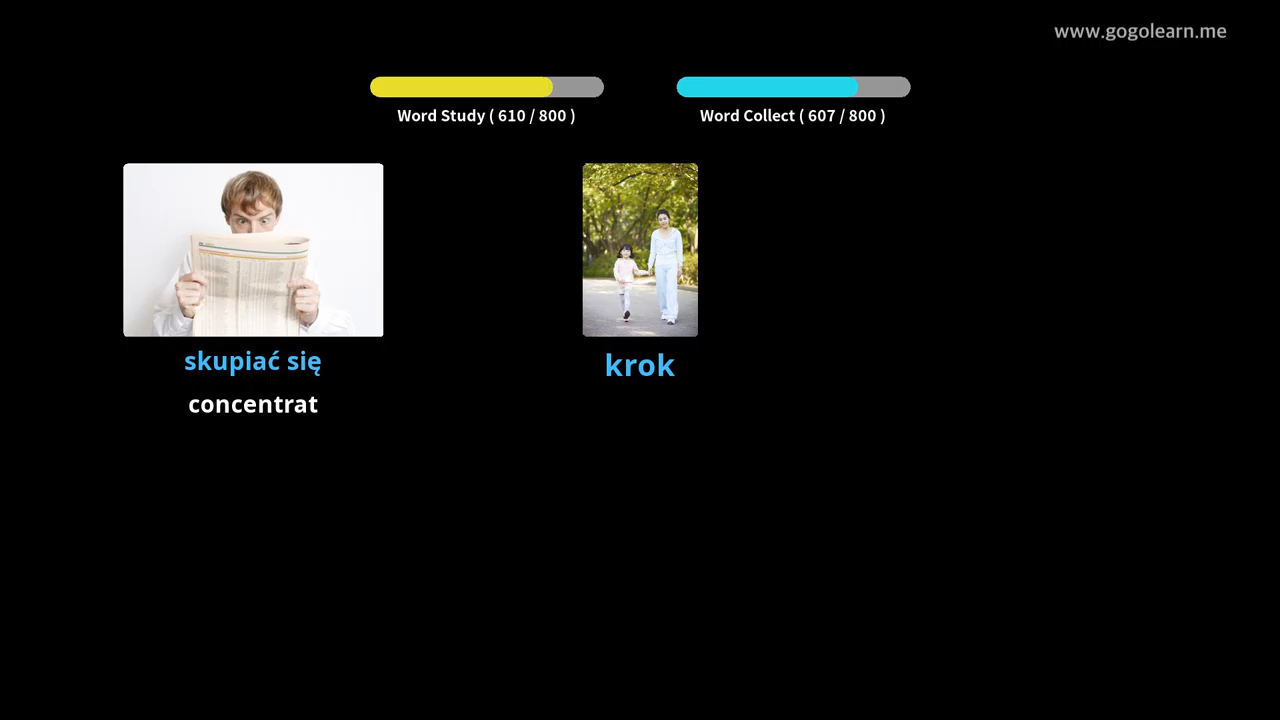 www.gogolearn.me
Word Study ( 610 / 800 )
Word Collect ( 607 / 800 )
skupiać się
concentrat
krok